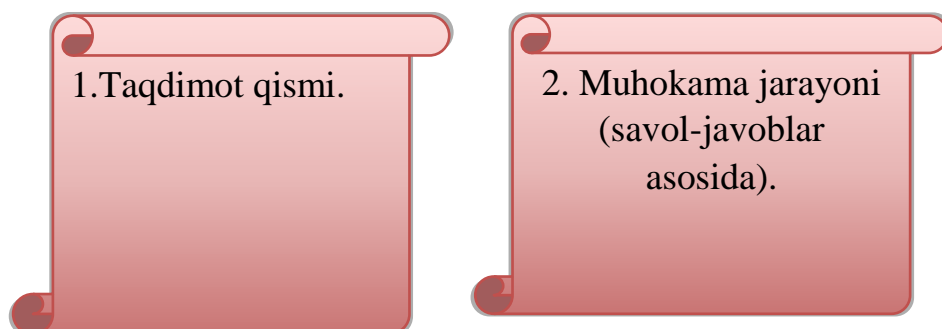 1.Taqdimot qismi.
2. Muhokama jarayoni
(savol-javoblar
asosida).